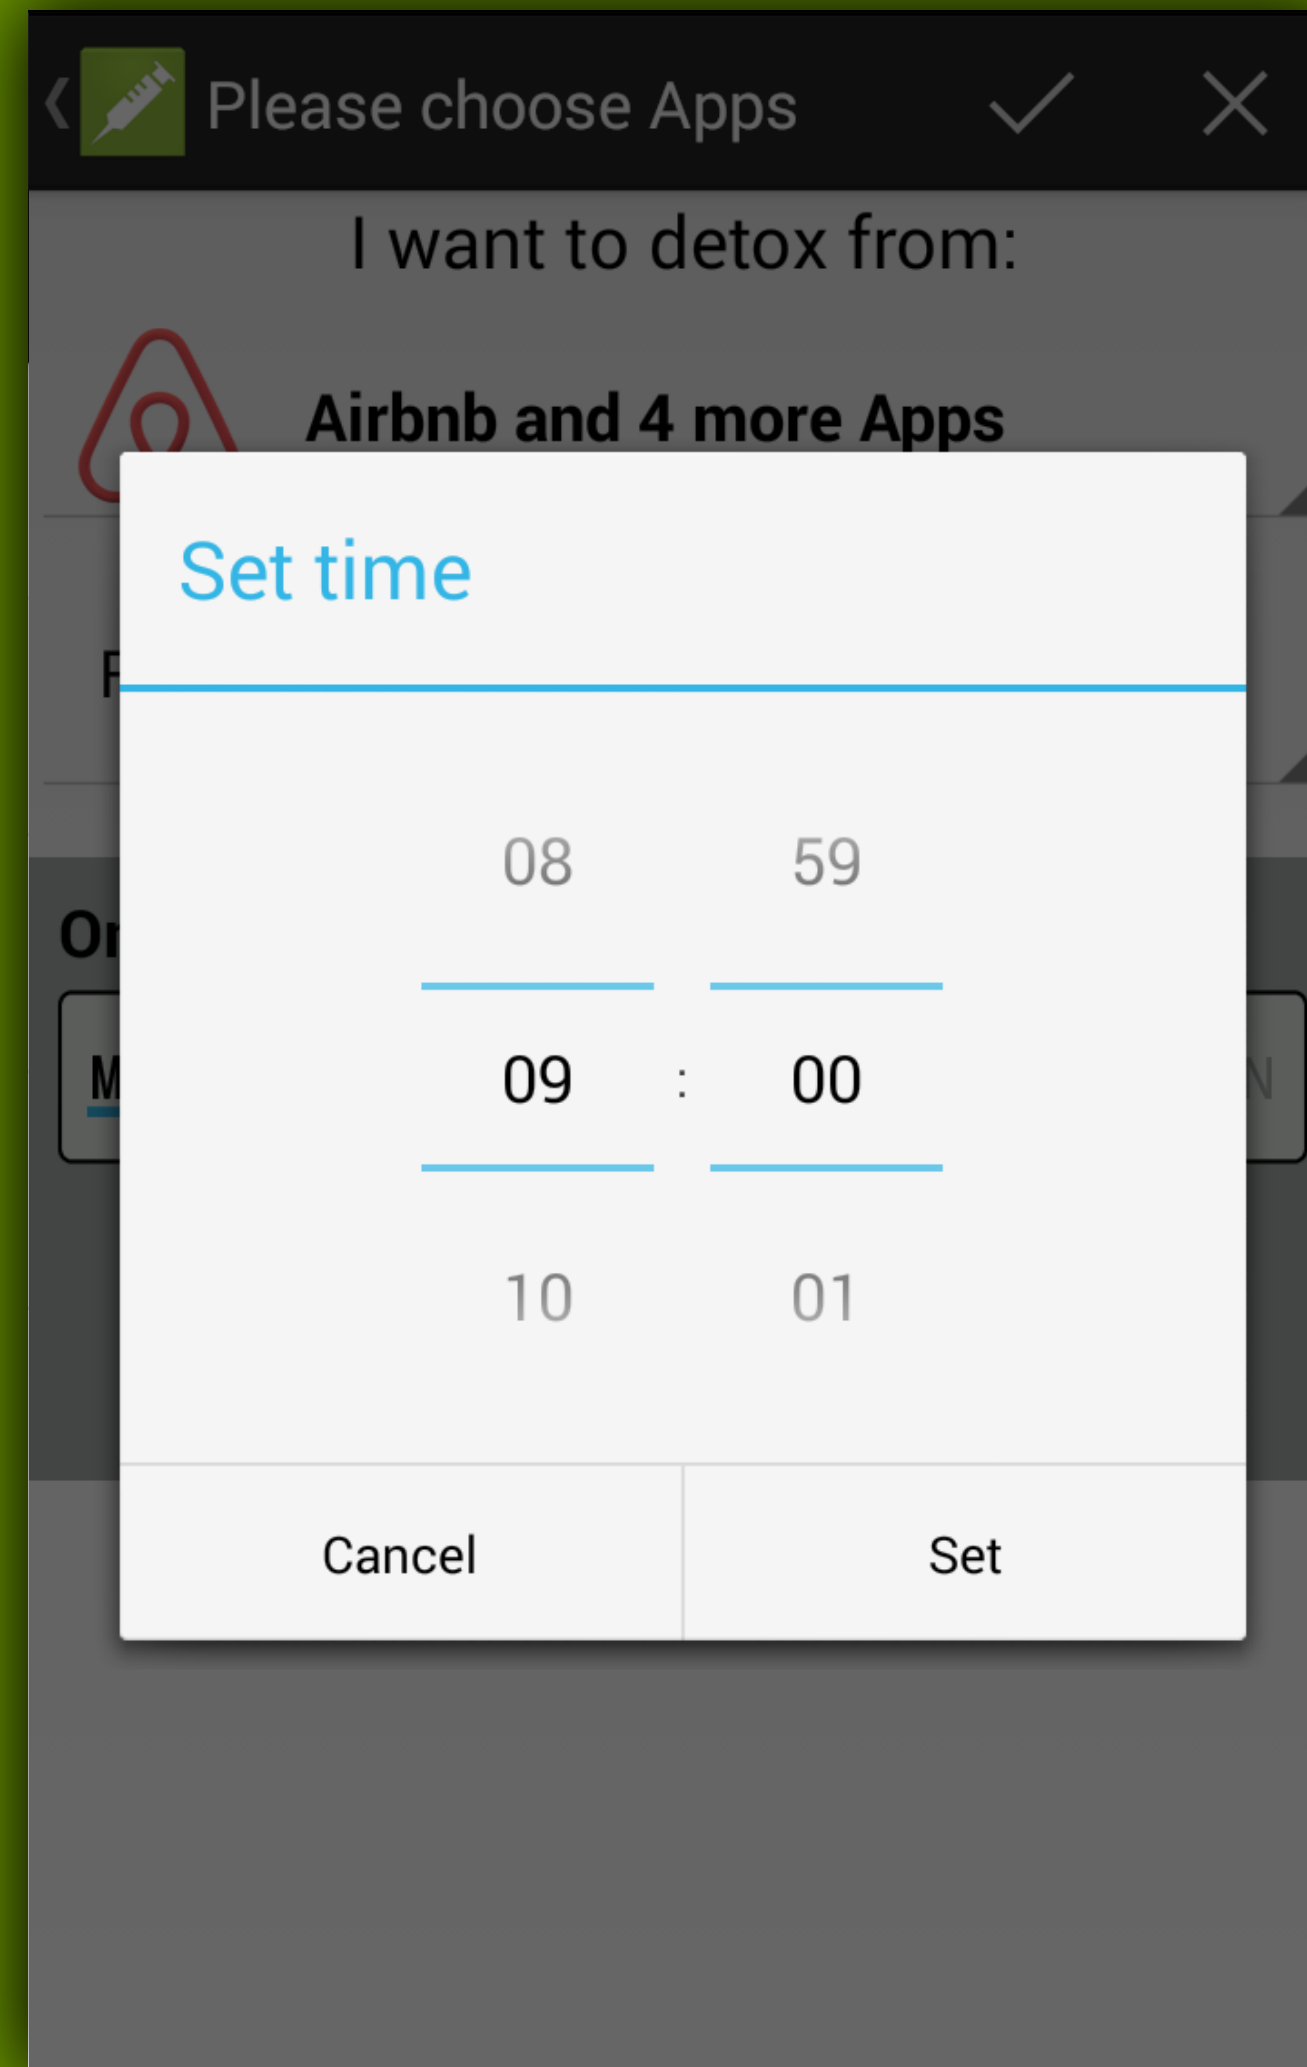 Please choose Apps
I want to detox from:
Airbnb and 4 more Apps
Set time
08 59
09 : 00
10 01
Cancel Set